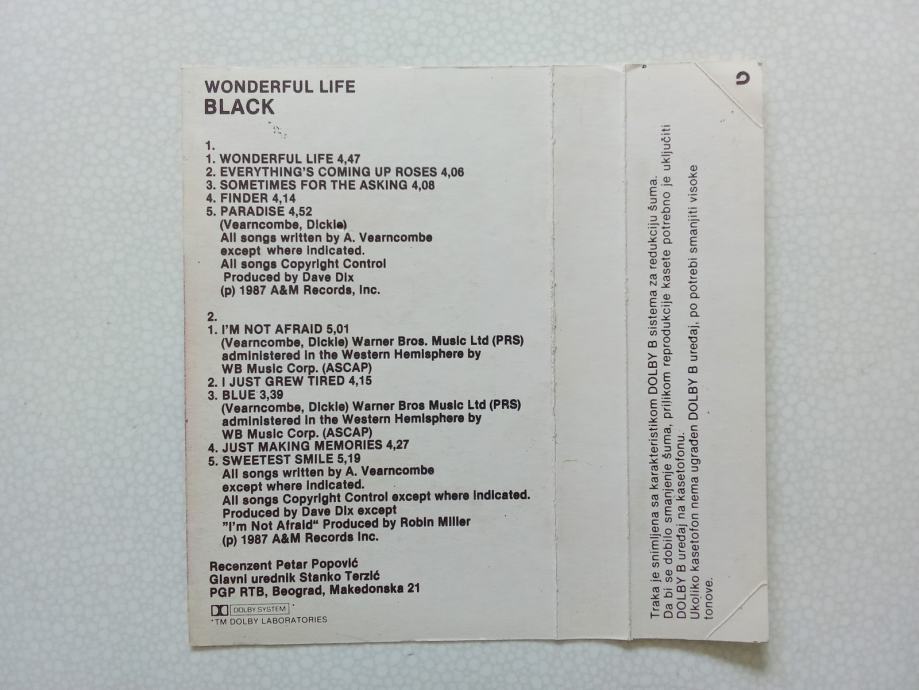 WONDERFUL LIFE
BLACK
1.
1. WONDERFUL LIFE 4,47
2. EVERYTHING'S COMING UP ROSES 4,06
3. SOMETIMES FOR THE ASKING 4,08
4. FINDER 4,14
5. PARADISE 4,52
(Vearncombe, Dickie)
All songs written by A. Vearncombe
except where indicated.
All songs Copyright Control
Produced by Dave Dix
(p) 1987 A&M Records, Inc.
2.
1. I'M NOT AFRAID 5,01
(Vearncombe, Dickie) Warner Bros. Music Ltd (PRS)
administered in the Western Hemisphere by
WB Music Corp. (ASCAP)
2. I JUST GREW TIRED 4,15
3. BLUE 3,39
(Vearncombe, Dickie) Warner Bros Music Ltd (PRS)
administered in the Western Hemisphere by
WB Music Corp. (ASCAP)
4. JUST MAKING MEMORIES 4,27
5. SWEETEST SMILE 5,19
All songs written by A. Vearncombe
except where indicated.
All songs Copyright Control except where indicated.
Produced by Dave Dix except
"I'm Not Afraid“ Produced by Robin Miller
(p) 1987 A&M Records Inc.
Recenzent Petar Popović
Glavni urednik Stanko Terzić
PGP RTB, Beograd, Makedonska 21
DOLBY SYSTEM
*TM DOLBY LABORATORIES
Traka je snimljena sa karakteristikom DOLBY B sistema za redukciju šuma.
Da bi se dobilo smanjenje šuma, prilikom reprodukcije kasete potrebno je uključiti
DOLBY B uređaj na kasetofonu.
Ukoliko kasetofon nema ugrađen DOLBY B uređaj, po potrebi smanjiti visoke
tonove.